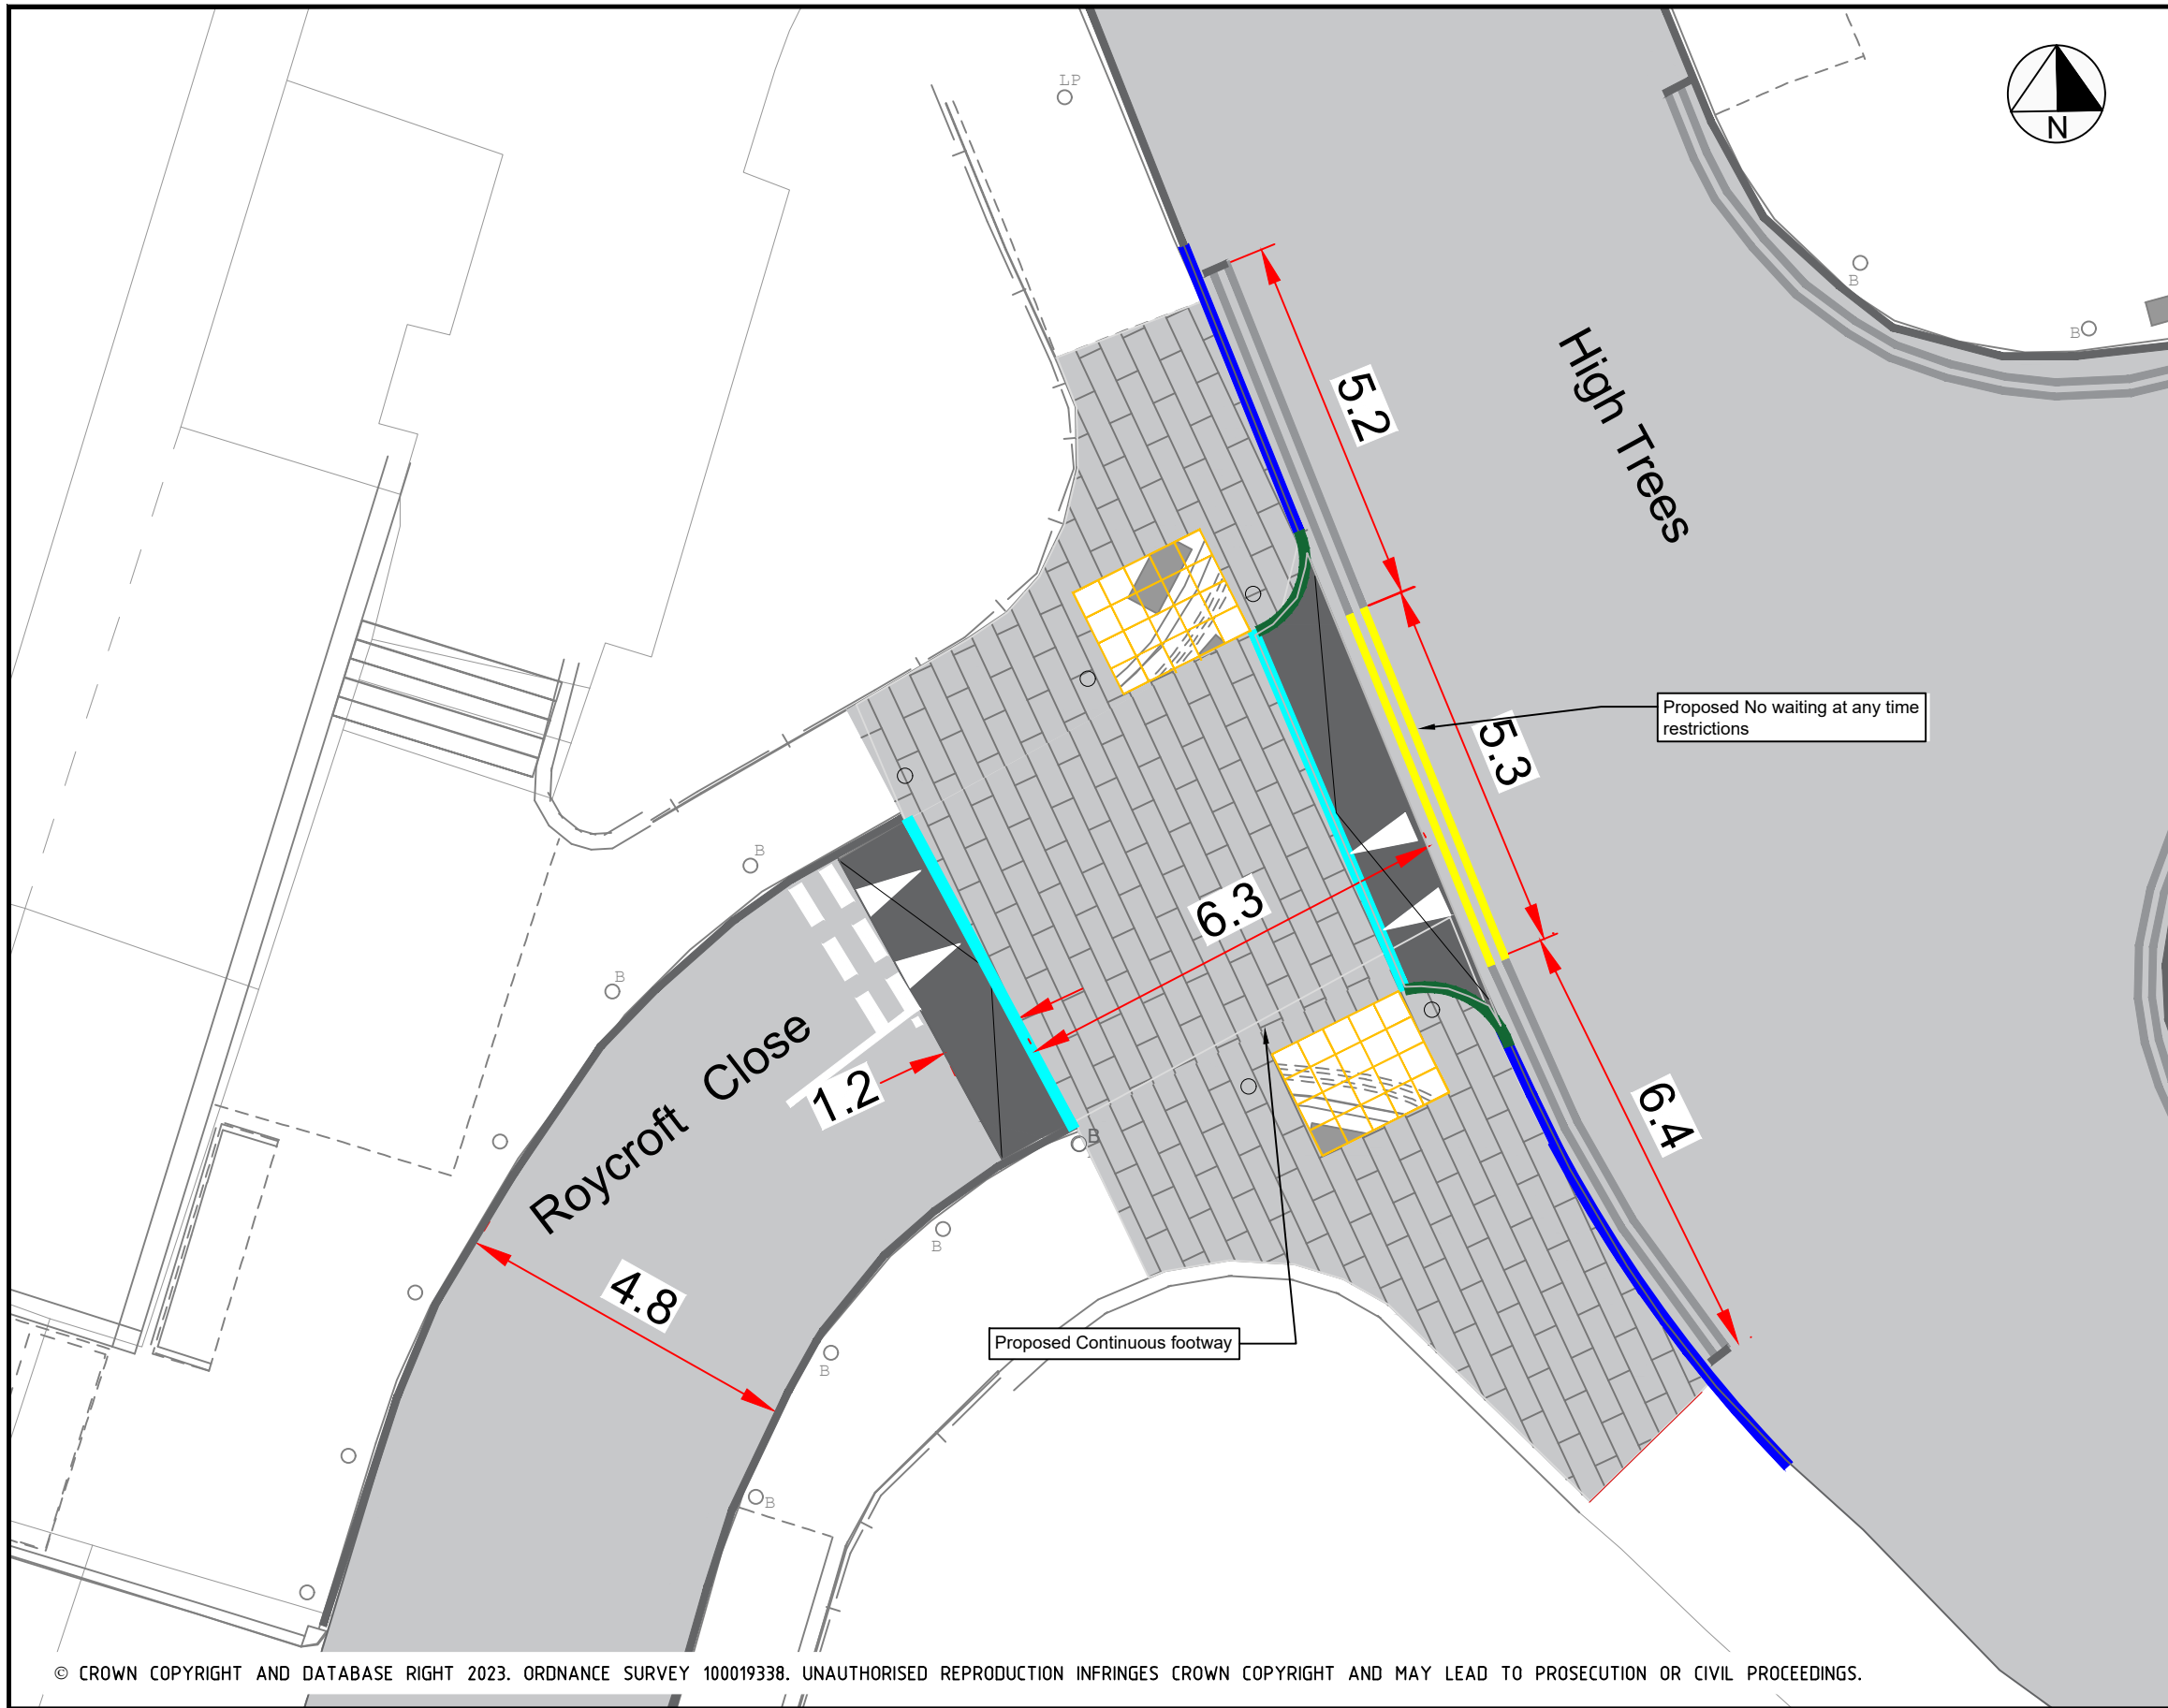 LP
N
B
B
5.2
High Trees
Proposed No waiting at any time
restrictions
5.3
B
6.3
B
Roycroft Close
1.2
B
6.4
B
4.8
Proposed Continuous footway
B
B
© CROWN COPYRIGHT AND DATABASE RIGHT 2023. ORDNANCE SURVEY 100019338. UNAUTHORISED REPRODUCTION INFRINGES CROWN COPYRIGHT AND MAY LEAD TO PROSECUTION OR CIVIL PROCEEDINGS.